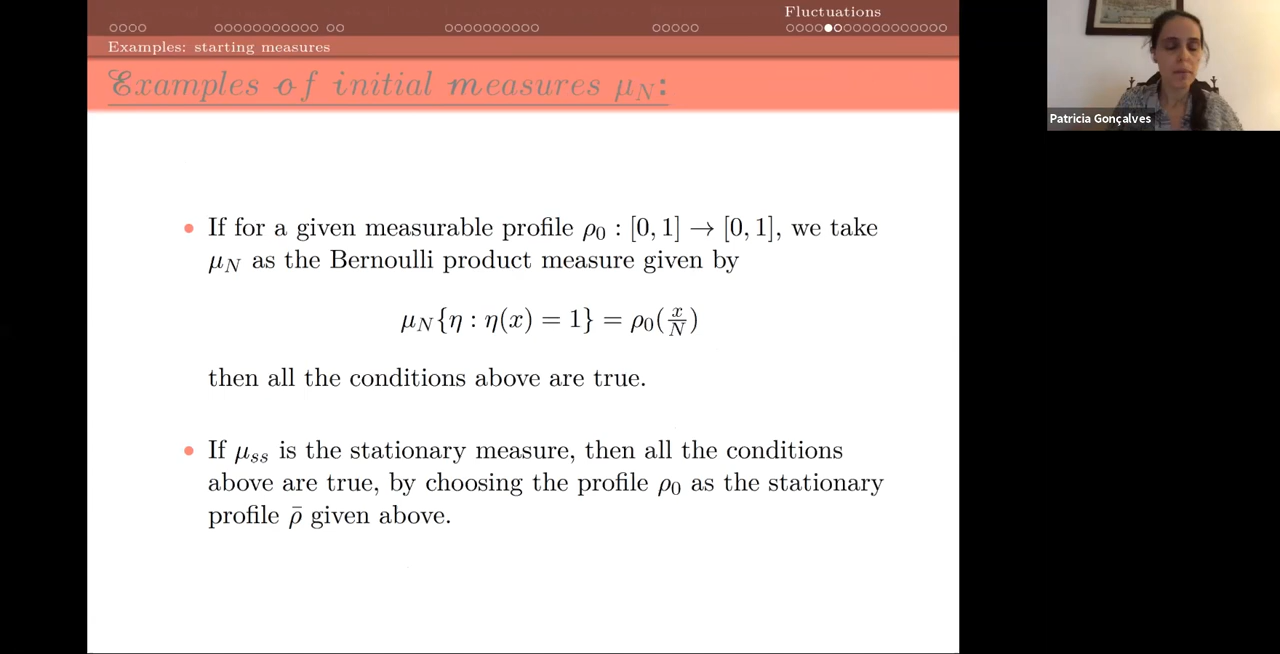 Fluctuations
Examples: starting measures
Examples of initial measures μ_N:
• If for a given measurable profile ρ₀ : [0, 1] → [0, 1], we take
μ_N as the Bernoulli product measure given by
μ_N{η : η(x) = 1} = ρ₀(x/N)
then all the conditions above are true.
• If μ_ss is the stationary measure, then all the conditions
above are true, by choosing the profile ρ₀ as the stationary
profile ρ̄ given above.
Patricia Gonçalves